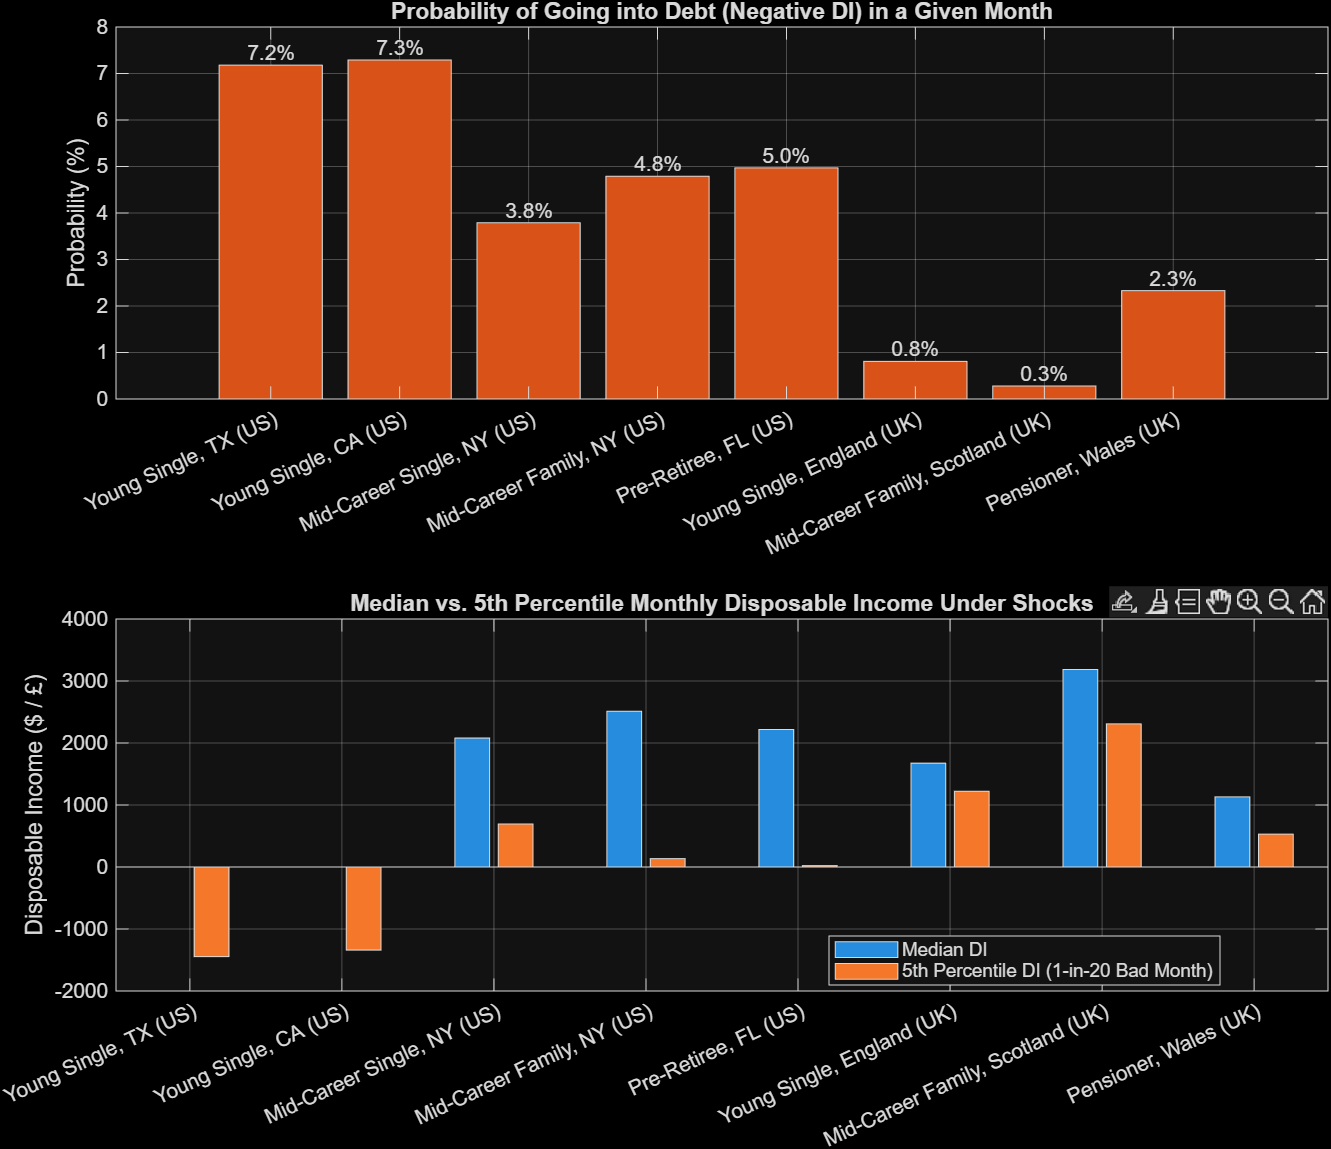 Probability of Going into Debt (Negative DI) in a Given Month
8
7
6
5
4
3
2
1
0
Probability (%)
7.2%
7.3%
3.8%
4.8%
5.0%
0.8%
0.3%
2.3%
Young Single, TX (US)
Young Single, CA (US)
Mid-Career Single, NY (US)
Mid-Career Family, NY (US)
Pre-Retiree, FL (US)
Young Single, England (UK)
Mid-Career Family, Scotland (UK)
Pensioner, Wales (UK)
Median vs. 5th Percentile Monthly Disposable Income Under Shocks
4000
3000
2000
1000
0
-1000
-2000
Disposable Income ($ / £)
Median DI
5th Percentile DI (1-in-20 Bad Month)
Young Single, TX (US)
Young Single, CA (US)
Mid-Career Single, NY (US)
Mid-Career Family, NY (US)
Pre-Retiree, FL (US)
Young Single, England (UK)
Mid-Career Family, Scotland (UK)
Pensioner, Wales (UK)